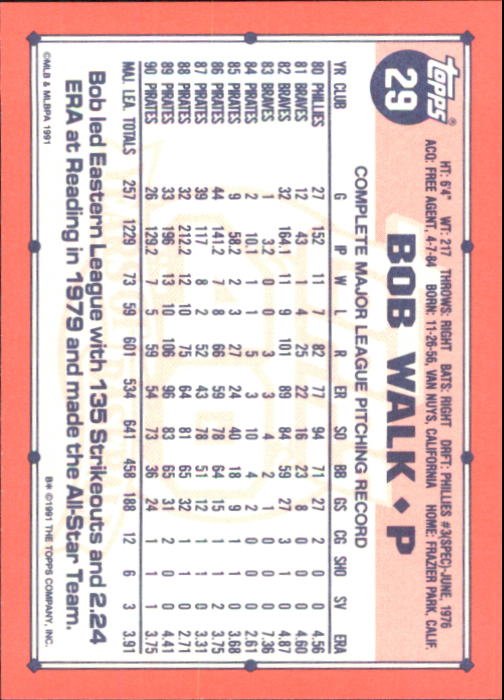 topps®
29
HT: 6'4" WT: 217 THROWS: RIGHT BATS: RIGHT DRFT: PHILLIES #3(SPEC)-JUNE, 1976
ACQ: FREE AGENT, 4-7-84 BORN: 11-26-56, VAN NUYS, CALIFORNIA HOME: FRAZIER PARK, CALIF.
BOB WALK ♦ P
COMPLETE MAJOR LEAGUE PITCHING RECORD
YR CLUB G IP W L R ER SO BB GS CG SHO SV ERA
80 PHILLIES 27 152 11 7 82 77 94 71 27 2 0 0 4.56
81 BRAVES 12 43 1 4 25 22 16 23 8 0 0 0 4.60
82 BRAVES 32 164.1 11 9 101 89 84 59 27 3 1 0 4.87
83 BRAVES 1 3.2 0 0 3 3 4 2 1 0 0 0 7.36
84 PIRATES 2 10.1 1 1 5 3 10 4 2 0 0 0 2.61
85 PIRATES 9 58.2 2 3 27 24 40 18 9 1 1 0 3.68
86 PIRATES 44 141.2 7 8 66 59 78 64 15 1 1 2 3.75
87 PIRATES 39 117 8 2 52 43 78 51 12 1 1 0 3.31
88 PIRATES 32 212.2 12 10 75 64 81 65 32 1 1 0 2.71
89 PIRATES 33 196 13 10 106 96 83 65 31 2 0 0 4.41
90 PIRATES 26 129.2 7 5 59 54 73 36 24 1 1 1 3.75
MAJ. LEA. TOTALS 257 1229 73 59 601 534 641 458 188 12 6 3 3.91
Bob led Eastern League with 135 Strikeouts and 2.24
ERA at Reading in 1979 and made the All-Star Team.
©MLB & MLBPA 1991 B* ©1991 THE TOPPS COMPANY, INC.